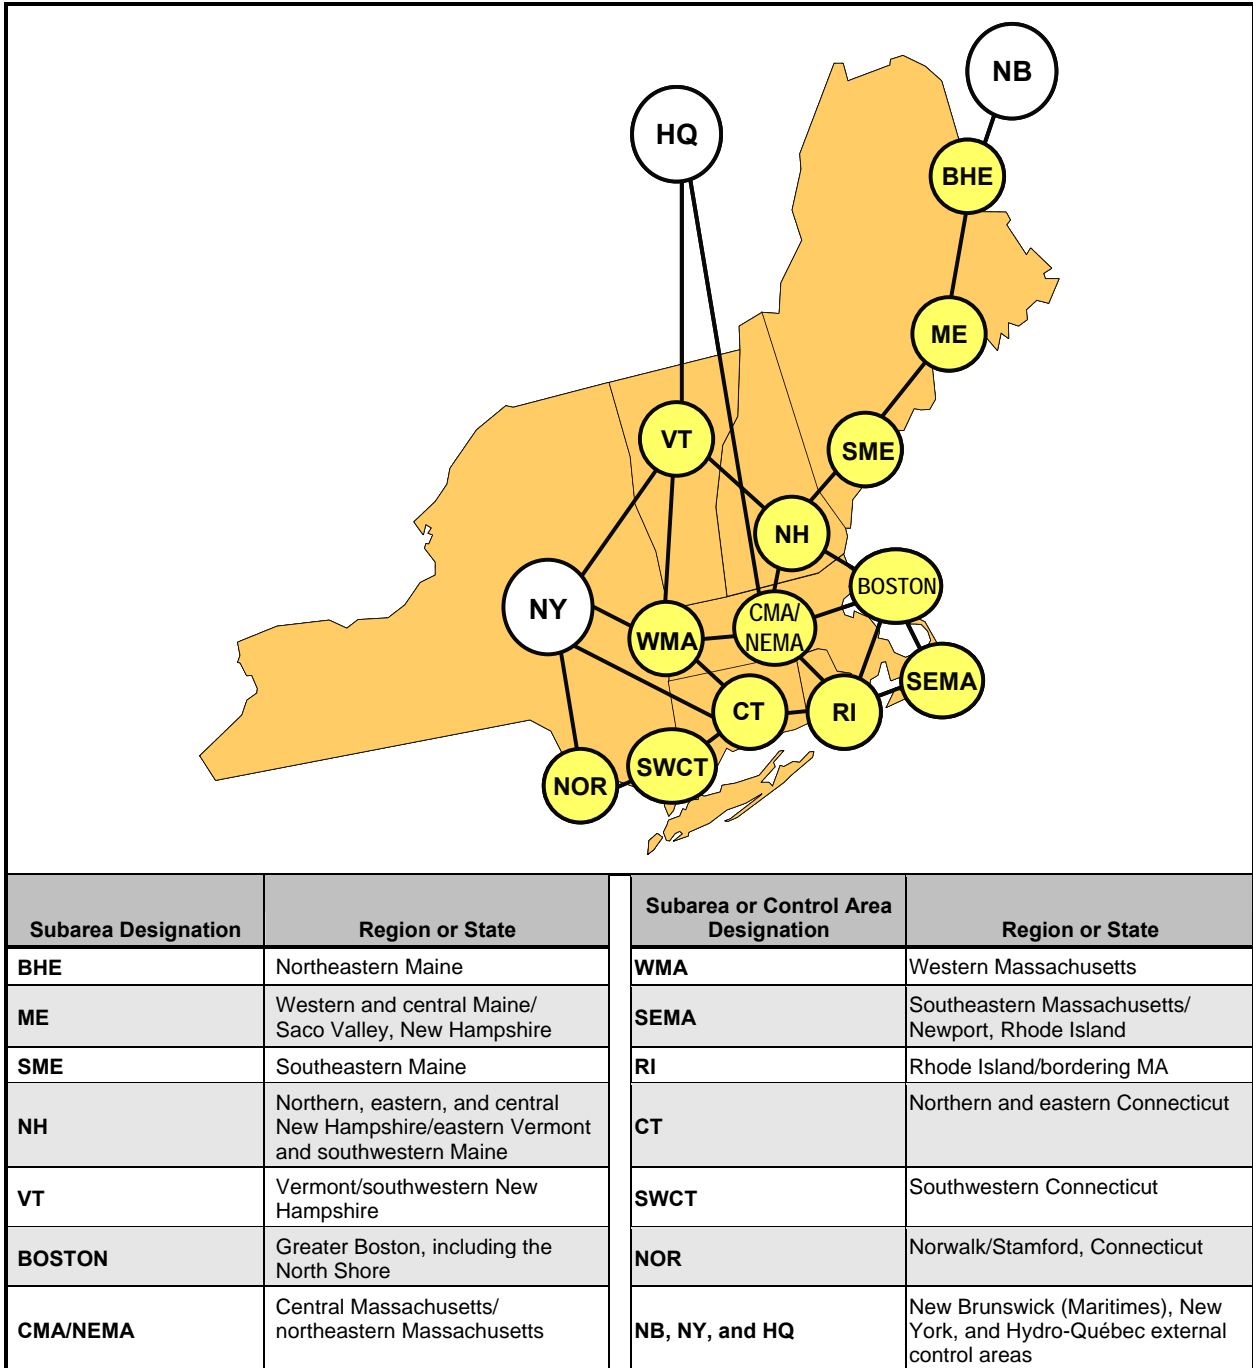 NB
HQ
BHE
ME
VT
SME
NH
BOSTON
NY
CMA/
NEMA
WMA
SEMA
CT
RI
SWCT
NOR
Subarea Designation
Region or State
Subarea or Control Area
Designation
Region or State
BHE
Northeastern Maine
WMA
Western Massachusetts
ME
Western and central Maine/
Saco Valley, New Hampshire
SEMA
Southeastern Massachusetts/
Newport, Rhode Island
SME
Southeastern Maine
RI
Rhode Island/bordering MA
NH
Northern, eastern, and central
New Hampshire/eastern Vermont
and southwestern Maine
CT
Northern and eastern Connecticut
VT
Vermont/southwestern New
Hampshire
SWCT
Southwestern Connecticut
BOSTON
Greater Boston, including the
North Shore
NOR
Norwalk/Stamford, Connecticut
CMA/NEMA
Central Massachusetts/
northeastern Massachusetts
NB, NY, and HQ
New Brunswick (Maritimes), New
York, and Hydro-Québec external
control areas